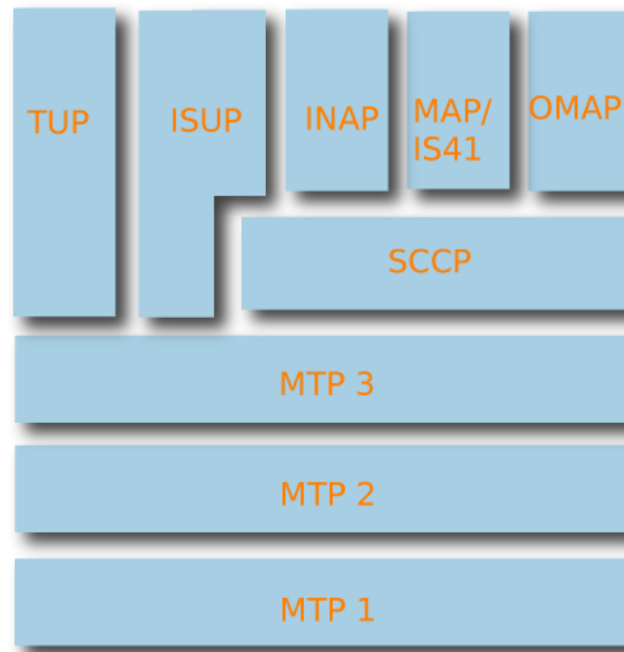 TUP
ISUP
INAP
MAP/
IS41
OMAP
SCCP
MTP 3
MTP 2
MTP 1